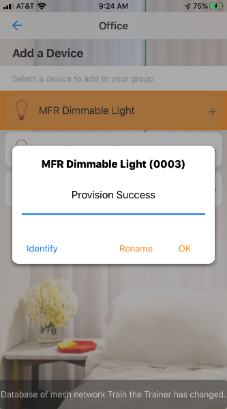 AT&T
9:24 AM
75%
Office
Add a Device
Select a device to add to your group
MFR Dimmable Light +
MFR Dimmable Light (0003)
Provision Success
Identify Rename OK
Database of mesh network Train the Trainer has changed.